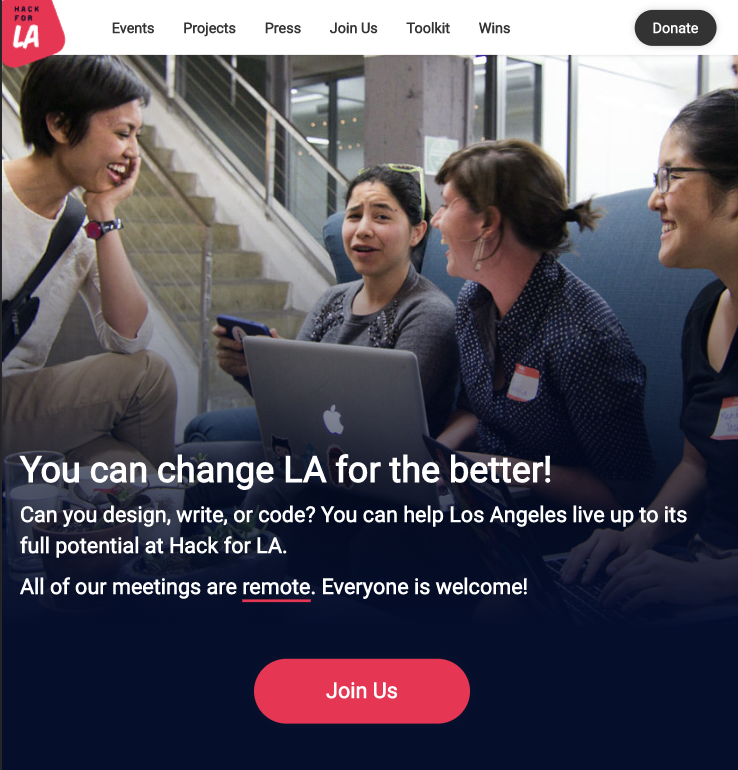 HACK
FOR
LA
Events Projects Press Join Us Toolkit Wins Donate
You can change LA for the better!
Can you design, write, or code? You can help Los Angeles live up to its
full potential at Hack for LA.
All of our meetings are remote. Everyone is welcome!
Join Us